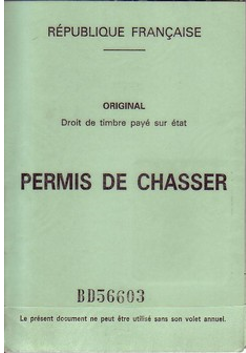 RÉPUBLIQUE FRANÇAISE
ORIGINAL
Droit de timbre payé sur état
PERMIS DE CHASSER
BD56603
Le présent document ne peut être utilisé sans son volet annuel.